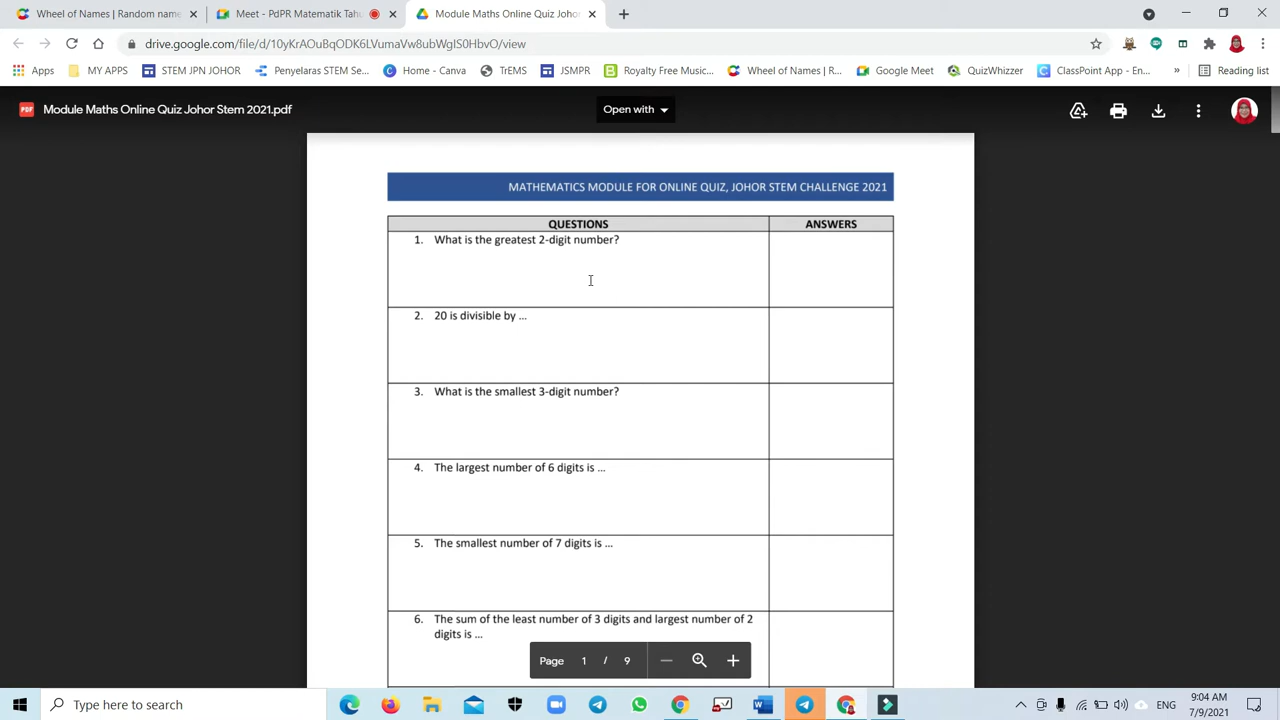 Wheel of Names | Random name
Meet - PdPR Matematik Tahu
Module Maths Online Quiz Johor
drive.google.com/file/d/10yKrAOuBqODK6LVumaVw8ubWgIS0HbvO/view
Apps
MY APPS
STEM JPN JOHOR
Penyelaras STEM Se...
Home - Canva
TrEMS
JSMPR
Royalty Free Music...
Wheel of Names | R...
Google Meet
QuizWhizzer
ClassPoint App - En...
»
Reading list
PDF
Module Maths Online Quiz Johor Stem 2021.pdf
Open with
MATHEMATICS MODULE FOR ONLINE QUIZ, JOHOR STEM CHALLENGE 2021
QUESTIONS
ANSWERS
1. What is the greatest 2-digit number?
2. 20 is divisible by ...
3. What is the smallest 3-digit number?
4. The largest number of 6 digits is ...
5. The smallest number of 7 digits is ...
6. The sum of the least number of 3 digits and largest number of 2
digits is ...
Page 1 / 9
Type here to search
ENG
9:04 AM
7/9/2021